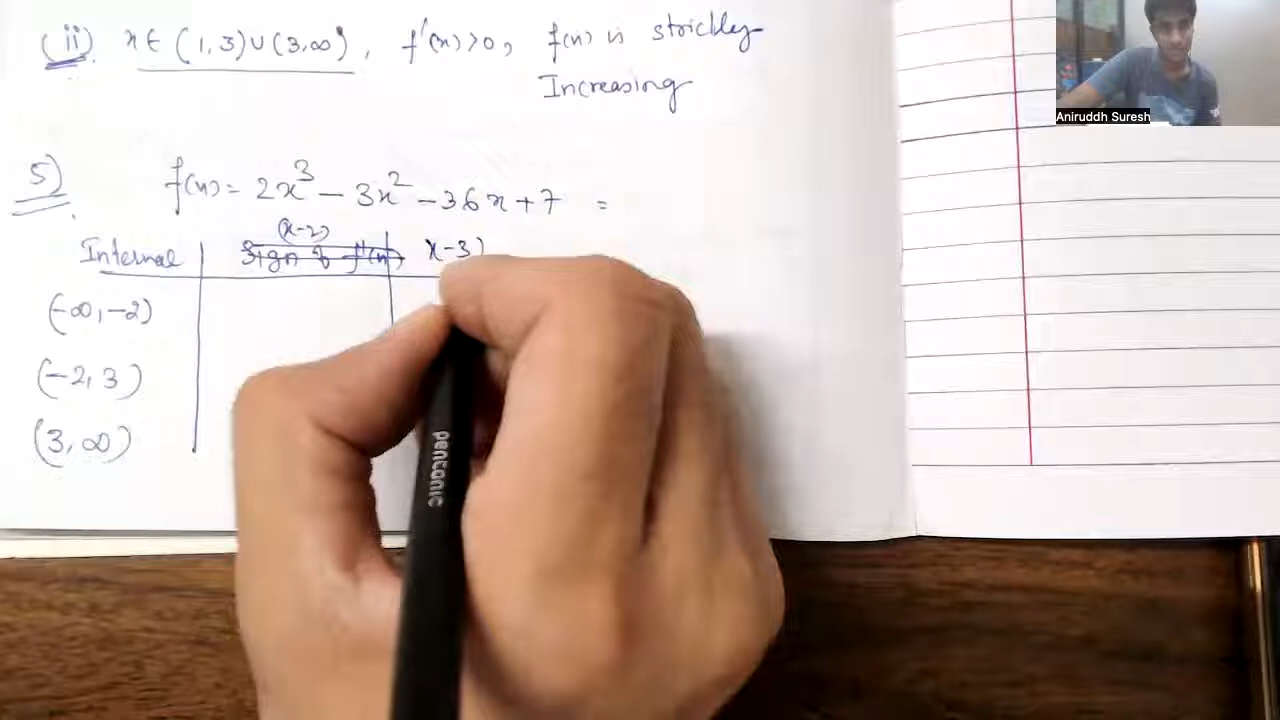 (ii) x ∈ (1,3)∪(3,∞), f'(x)>0, f(x) is strictly
Increasing
5) f(x) = 2x³ - 3x² - 36x + 7 =
(x-2)
Interval Sign of f'(x) x-3)
(-∞,-2)
(-2,3)
(3,∞)
pentonic
Aniruddh Suresh